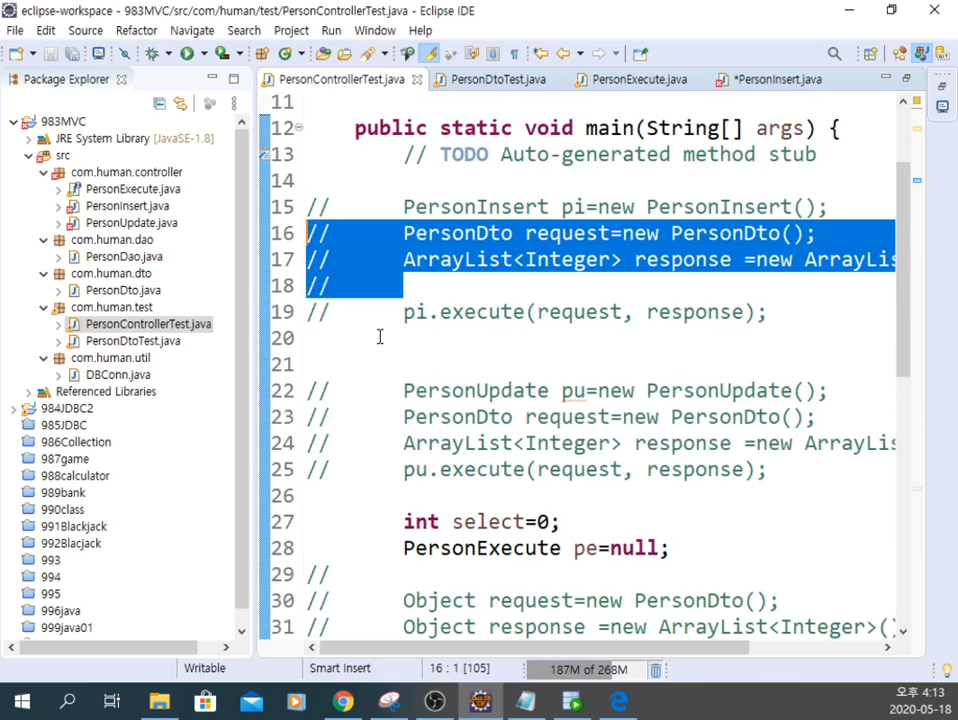 eclipse-workspace - 983MVC/src/com/human/test/PersonControllerTest.java - Eclipse IDE
File Edit Source Refactor Navigate Search Project Run Window Help
Package Explorer
PersonControllerTest.java PersonDtoTest.java PersonExecute.java *PersonInsert.java
983MVC
JRE System Library [JavaSE-1.8]
src
com.human.controller
PersonExecute.java
PersonInsert.java
PersonUpdate.java
com.human.dao
PersonDao.java
com.human.dto
PersonDto.java
com.human.test
PersonControllerTest.java
PersonDtoTest.java
com.human.util
DBConn.java
Referenced Libraries
984JDBC2
985JDBC
986Collection
987game
988calculator
989bank
990class
991Blackjack
992Blacjack
993
994
995
996java
999java01
11
12 public static void main(String[] args) {
13 // TODO Auto-generated method stub
14
15 // PersonInsert pi=new PersonInsert();
16 // PersonDto request=new PersonDto();
17 // ArrayList<Integer> response =new ArrayLis
18 //
19 // pi.execute(request, response);
20
21
22 // PersonUpdate pu=new PersonUpdate();
23 // PersonDto request=new PersonDto();
24 // ArrayList<Integer> response =new ArrayLis
25 // pu.execute(request, response);
26
27 int select=0;
28 PersonExecute pe=null;
29 //
30 // Object request=new PersonDto();
31 // Object response =new ArrayList<Integer>()
Writable Smart Insert 16 : 1 [105] 187M of 268M
오후 4:13
2020-05-18